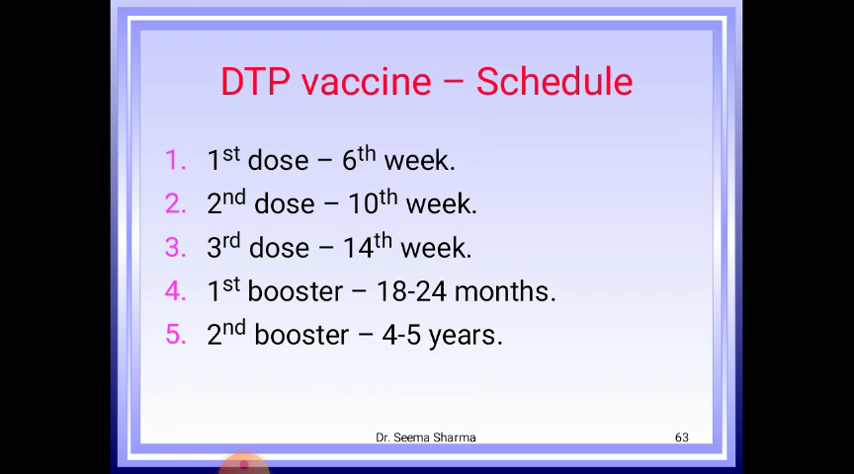 DTP vaccine – Schedule
1. 1st dose – 6th week.
2. 2nd dose – 10th week.
3. 3rd dose – 14th week.
4. 1st booster – 18-24 months.
5. 2nd booster – 4-5 years.
Dr. Seema Sharma 63